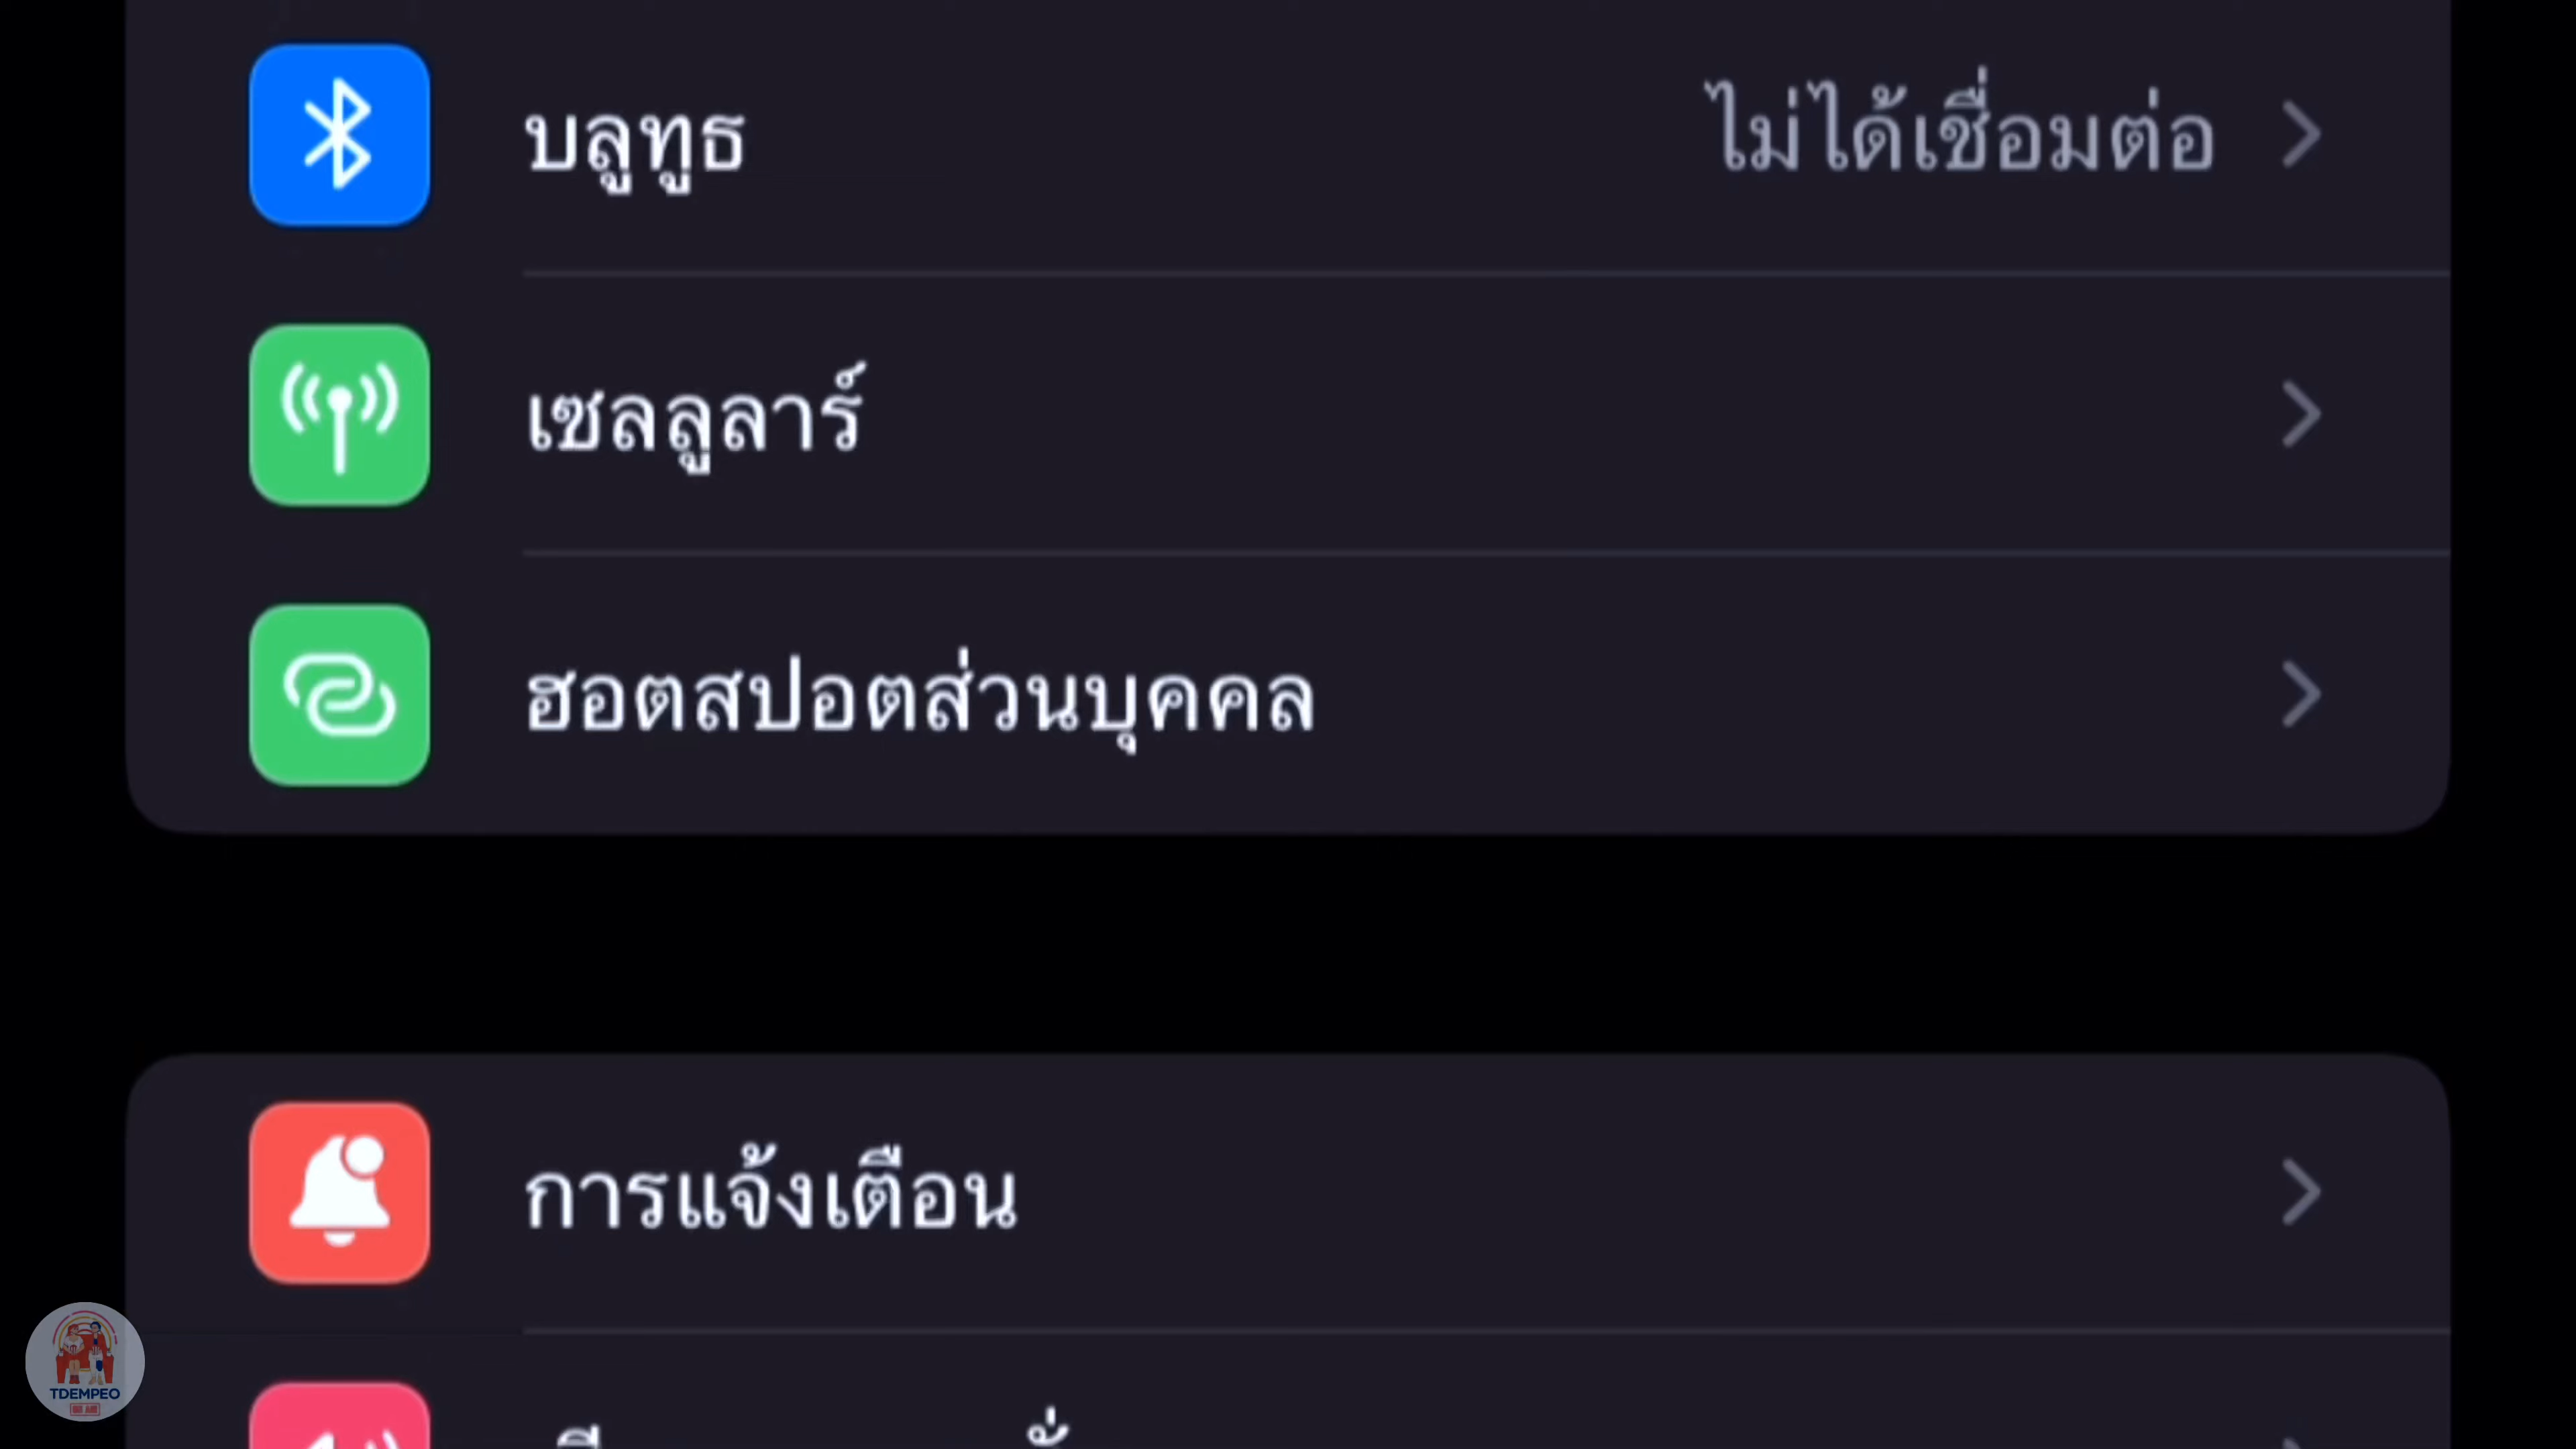 บลูทูธ ไม่ได้เชื่อมต่อ
เซลลูลาร์
ฮอตสปอตส่วนบุคคล
การแจ้งเตือน
TDEMPEO
ON AIR